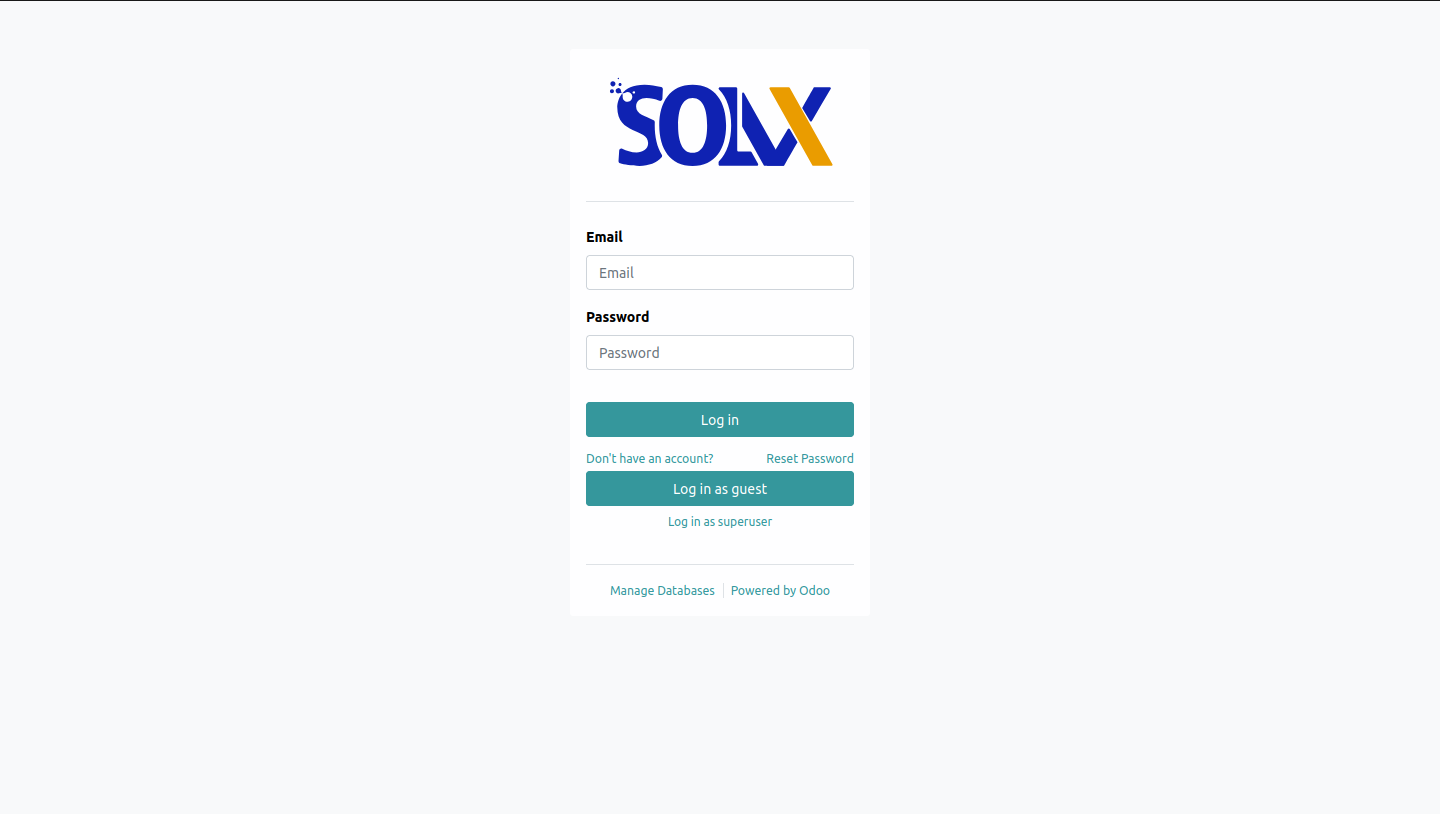 SOLVX
Email
Email
Password
Password
Log in
Don't have an account? Reset Password
Log in as guest
Log in as superuser
Manage Databases Powered by Odoo